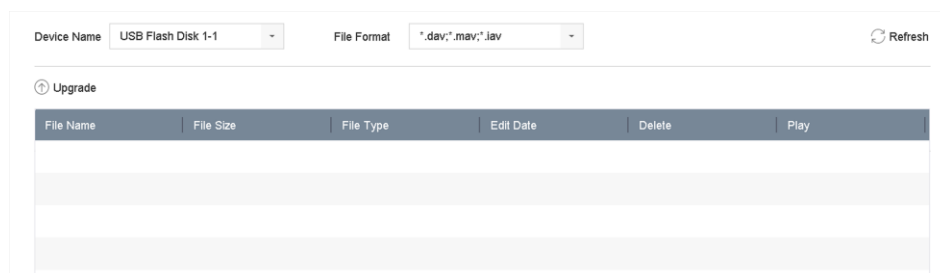 Device Name USB Flash Disk 1-1 File Format *.dav;*.mav;*.iav Refresh
Upgrade
File Name File Size File Type Edit Date Delete Play